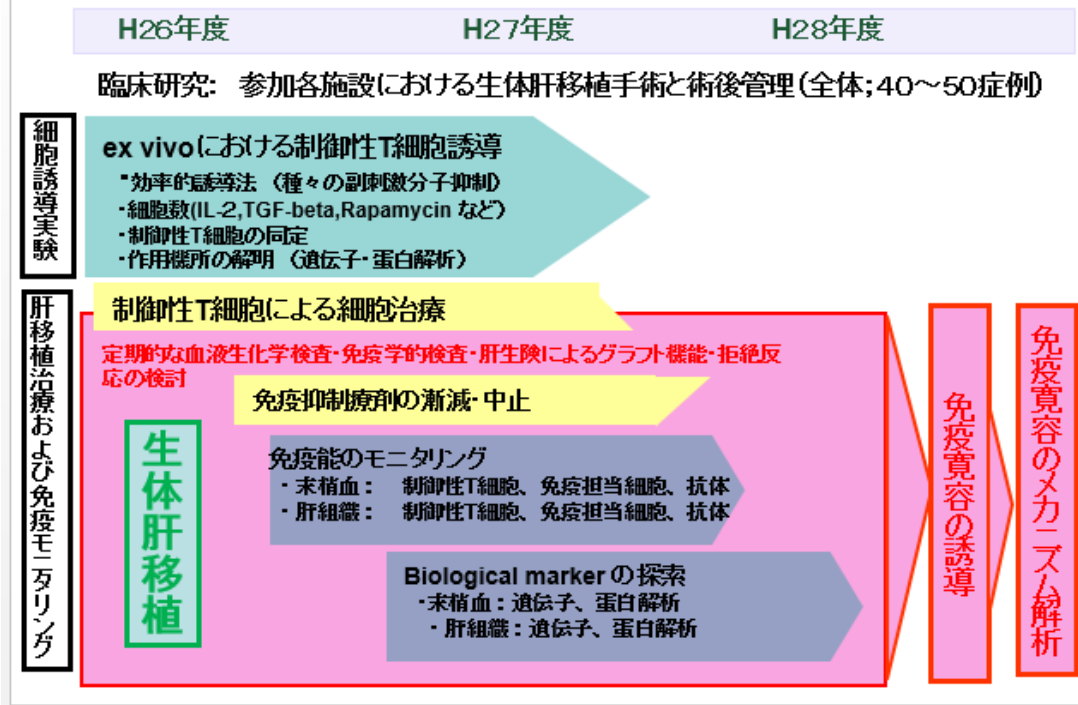 H26年度 H27年度 H28年度
臨床研究: 参加各施設における生体肝移植手術と術後管理(全体;40～50症例)
細胞誘導実験
ex vivoにおける制御性T細胞誘導
・効率的誘導法 (種々の副刺激分子抑制)
・細胞数(IL-2,TGF-beta,Rapamycin など)
・制御性T細胞の同定
・作用機所の解明 (遺伝子・蛋白解析)
肝移植治療および免疫モニタリング
制御性T細胞による細胞治療
定期的な血液生化学検査・免疫学的検査・肝生険によるグラフト機能・拒絶反
応の検討
免疫抑制療剤の漸減・中止
生体肝移植
免疫能のモニタリング
・末梢血: 制御性T細胞、免疫担当細胞、抗体
・肝組織: 制御性T細胞、免疫担当細胞、抗体
Biological marker の探索
・末梢血:遺伝子、蛋白解析
・肝組織:遺伝子、蛋白解析
免疫寛容の誘導
免疫寛容のメカニズム解析